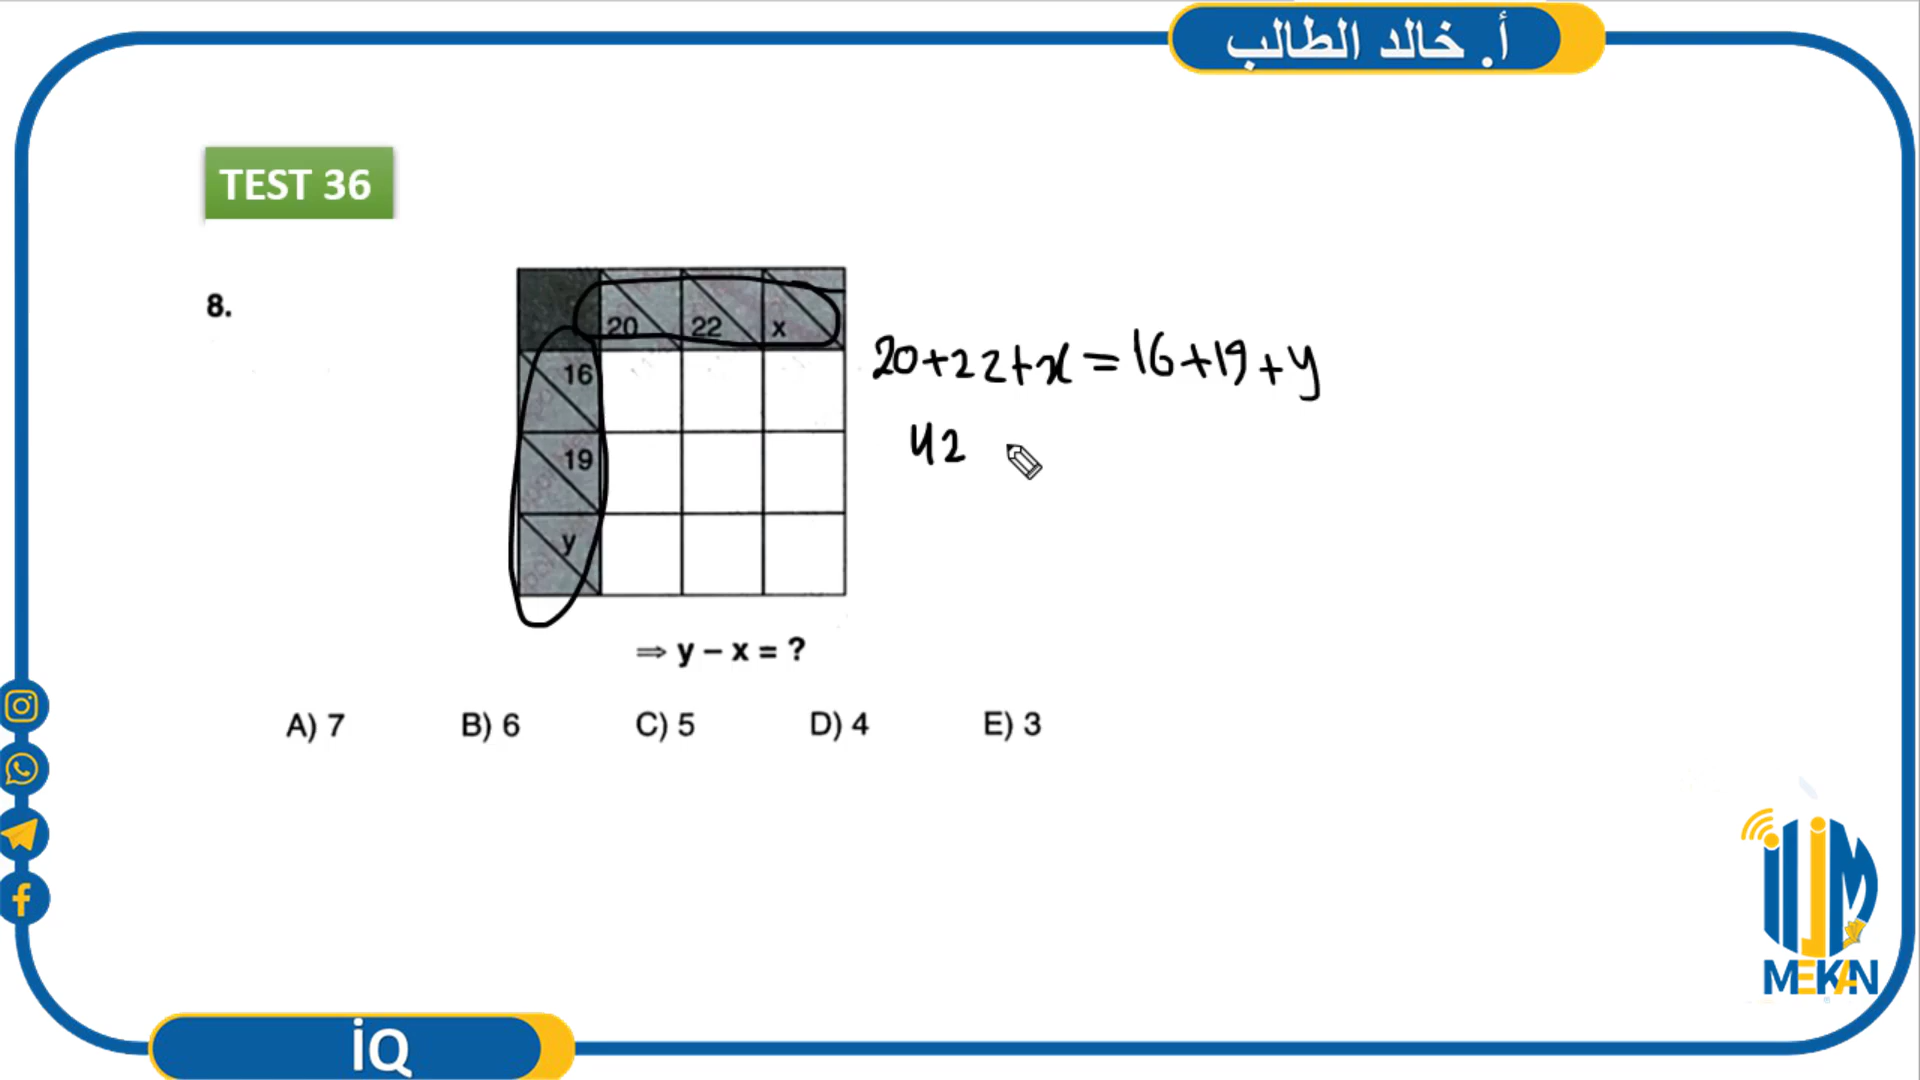 أ. خالد الطالب
TEST 36
8.
20 22 x
16
19
y
20+22+x=16+19+y
42
⇒ y – x = ?
A) 7 B) 6 C) 5 D) 4 E) 3
MEKAN
İQ